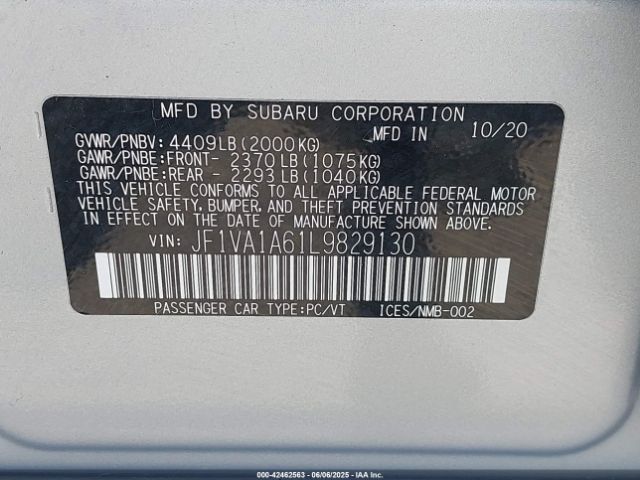 MFD BY SUBARU CORPORATION
MFD IN 10/20
GVWR/PNBV: 4409LB(2000KG)
GAWR/PNBE:FRONT- 2370LB(1075KG)
GAWR/PNBE:REAR - 2293LB(1040KG)
THIS VEHICLE CONFORMS TO ALL APPLICABLE FEDERAL MOTOR
VEHICLE SAFETY, BUMPER, AND THEFT PREVENTION STANDARDS
IN EFFECT ON THE DATE OF MANUFACTURE SHOWN ABOVE.
VIN: JF1VA1A61L9829130
PASSENGER CAR TYPE:PC/VT ICES/NMB-002
000-42462563 - 06/06/2025 - IAA Inc.